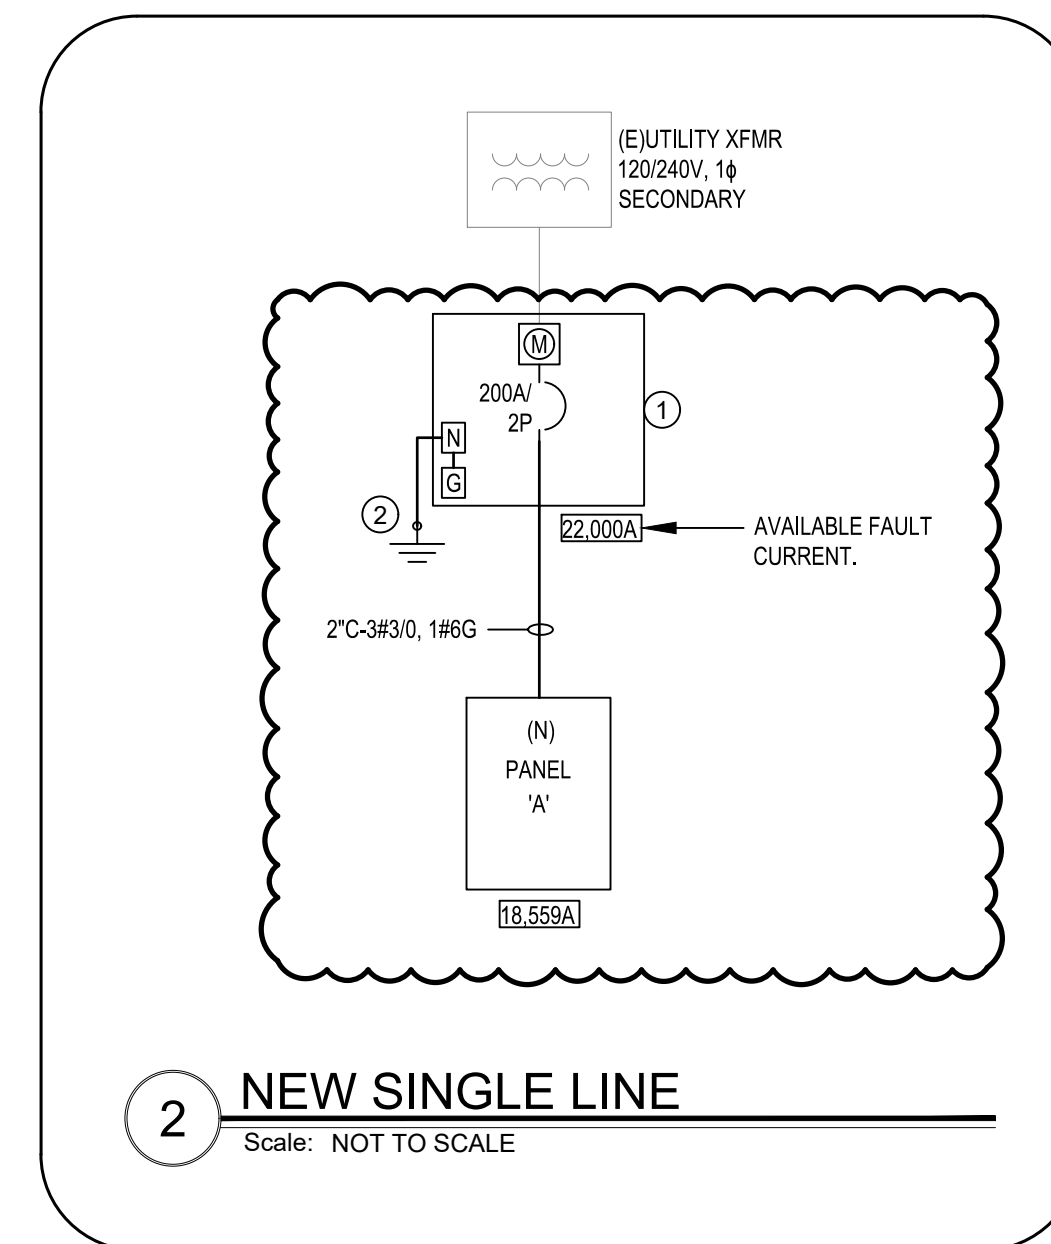 (E)UTILITY XFMR
120/240V, 1ϕ
SECONDARY
M
200A/
2P
1
N
G
2
22,000A
AVAILABLE FAULT
CURRENT.
2"C-3#3/0, 1#6G
(N)
PANEL
'A'
18,559A
2
NEW SINGLE LINE
Scale: NOT TO SCALE